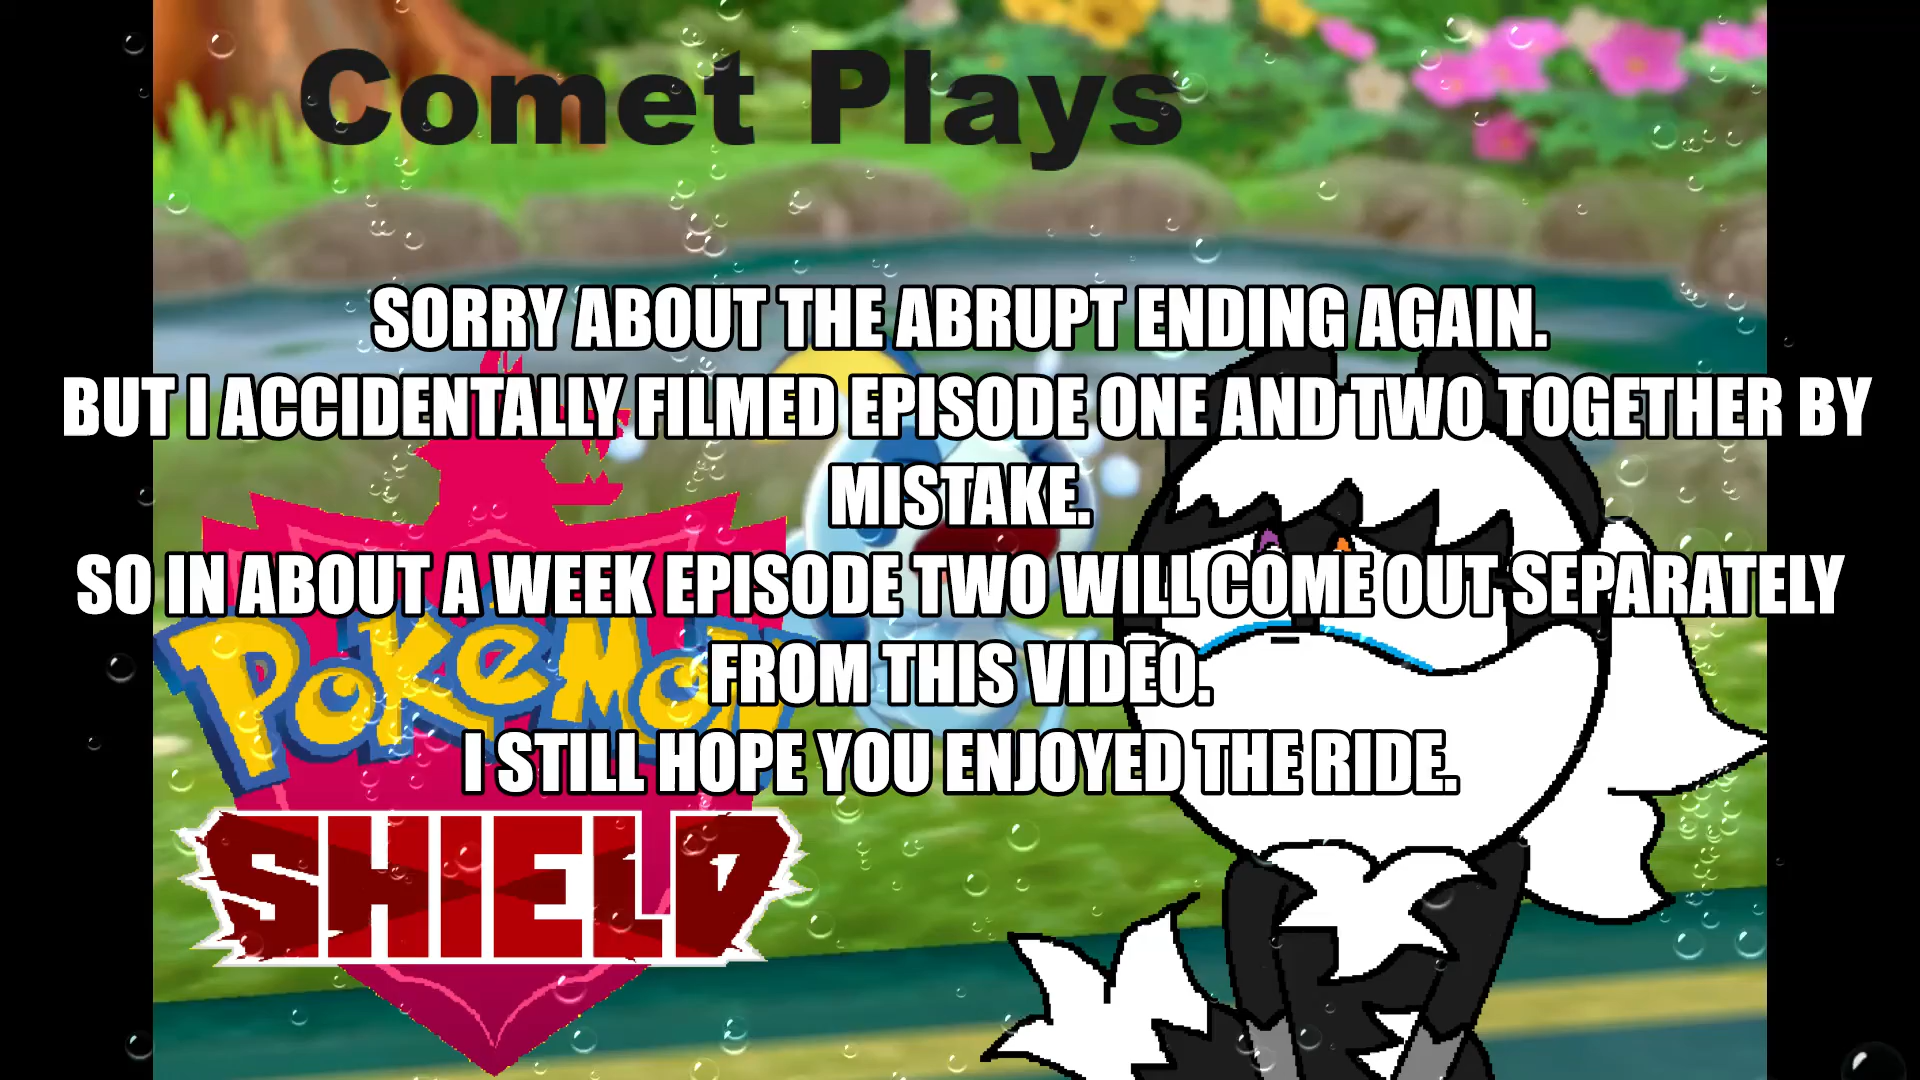 Comet Plays
SORRY ABOUT THE ABRUPT ENDING AGAIN.
BUT I ACCIDENTALLY FILMED EPISODE ONE AND TWO TOGETHER BY
MISTAKE.
SO IN ABOUT A WEEK EPISODE TWO WILL COME OUT SEPARATELY
FROM THIS VIDEO.
I STILL HOPE YOU ENJOYED THE RIDE.
POKéMON
SHIELD